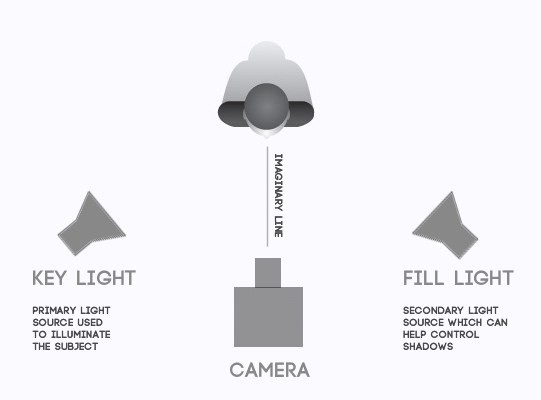 IMAGINARY LINE
KEY LIGHT
PRIMARY LIGHT
SOURCE USED
TO ILLUMINATE
THE SUBJECT
FILL LIGHT
SECONDARY LIGHT
SOURCE WHICH CAN
HELP CONTROL
SHADOWS
CAMERA